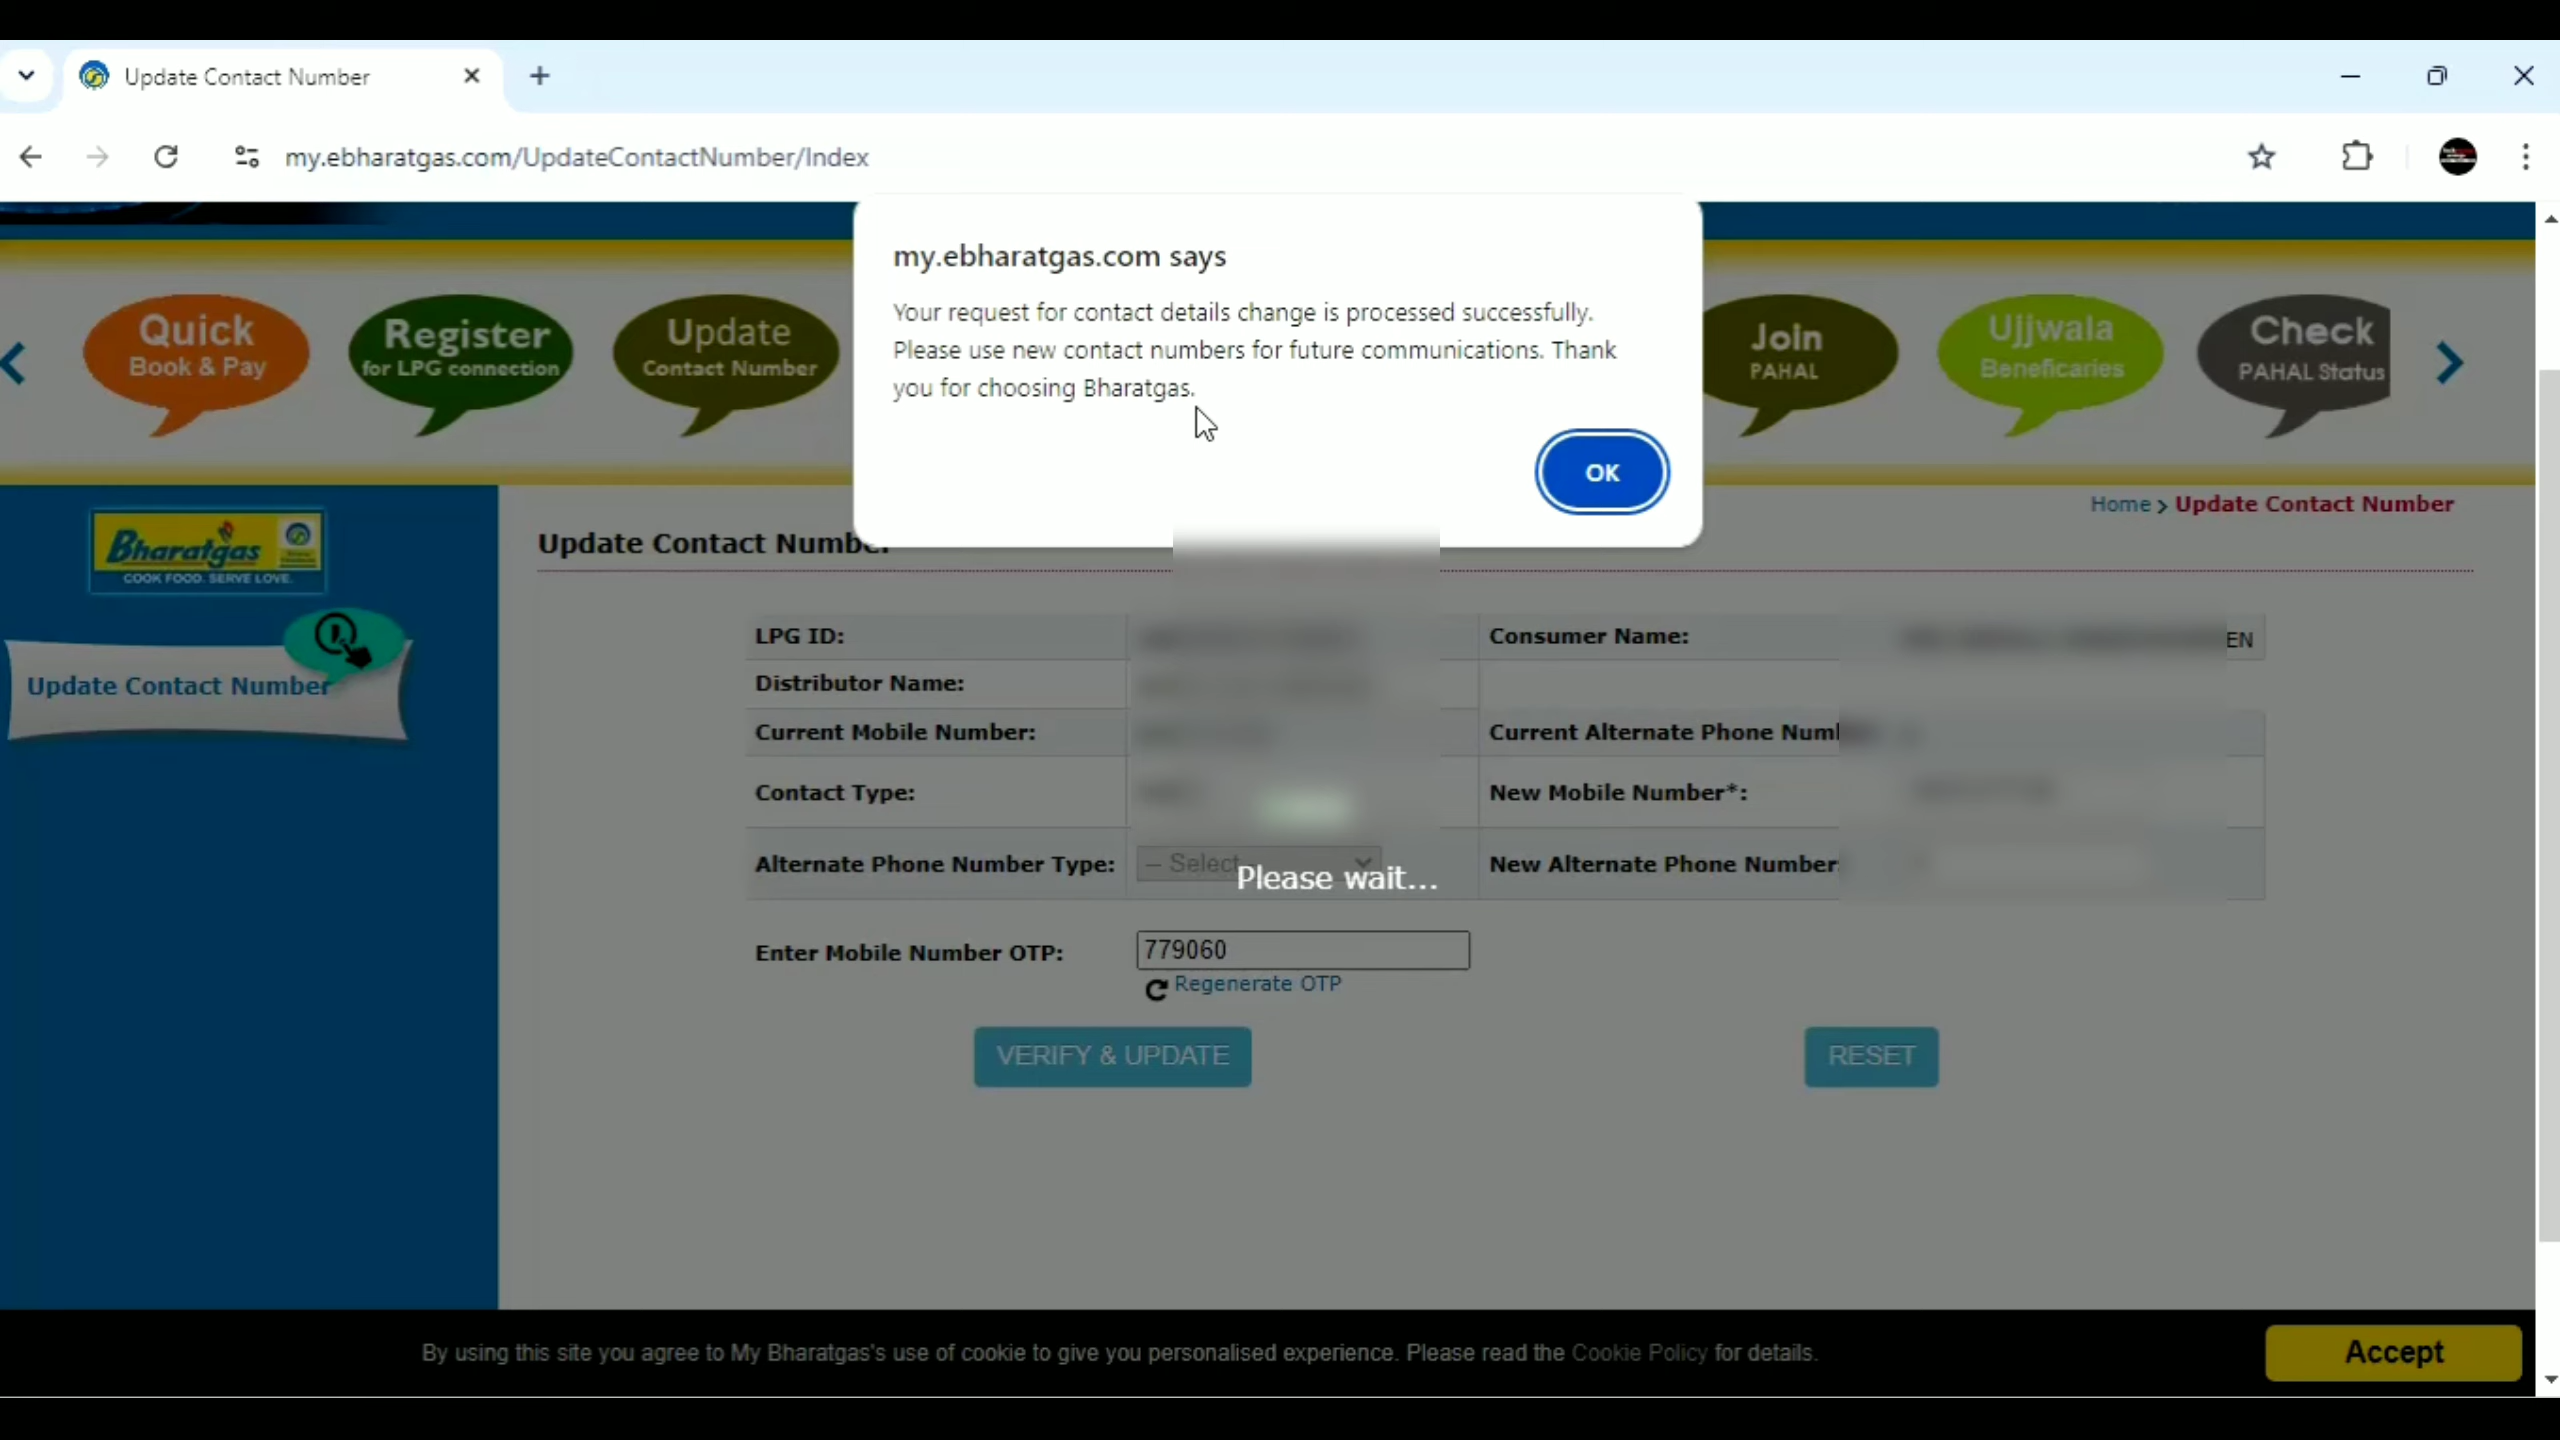 Update Contact Number
my.ebharatgas.com/UpdateContactNumber/Index
my.ebharatgas.com says
Your request for contact details change is processed successfully.
Please use new contact numbers for future communications. Thank
you for choosing Bharatgas.
OK
Quick
Book & Pay
Register
for LPG connection
Update
Contact Number
Join
PAHAL
Ujjwala
Beneficaries
Check
PAHAL Status
Home > Update Contact Number
Bharatgas
COOK FOOD. SERVE LOVE.
Update Contact Number
Update Contact Number
LPG ID:
Consumer Name: EN
Distributor Name:
Current Mobile Number:
Current Alternate Phone
Contact Type:
New Mobile Number*:
Alternate Phone Number Type: -- Select
New Alternate Phone Number:
Please wait...
Enter Mobile Number OTP: 779060
Regenerate OTP
VERIFY & UPDATE
RESET
By using this site you agree to My Bharatgas's use of cookie to give you personalised experience. Please read the Cookie Policy for details.
Accept